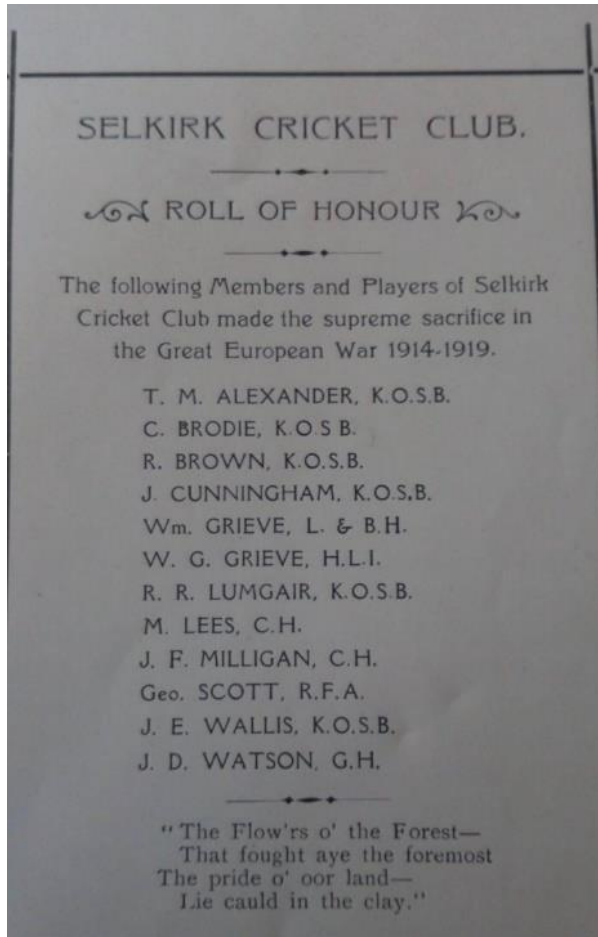 SELKIRK CRICKET CLUB.
ROLL OF HONOUR
The following Members and Players of Selkirk
Cricket Club made the supreme sacrifice in
the Great European War 1914-1919.
T. M. ALEXANDER, K.O.S.B.
C. BRODIE, K.O.S B.
R. BROWN, K.O.S.B.
J. CUNNINGHAM, K.O.S.B.
Wm. GRIEVE, L. & B.H.
W. G. GRIEVE, H.L.I.
R. R. LUMGAIR, K.O.S.B.
M. LEES, C.H.
J. F. MILLIGAN, C.H.
Geo. SCOTT, R.F.A.
J. E. WALLIS, K.O.S.B.
J. D. WATSON, G.H.
"The Flow'rs o' the Forest—
That fought aye the foremost
The pride o' oor land—
Lie cauld in the clay."